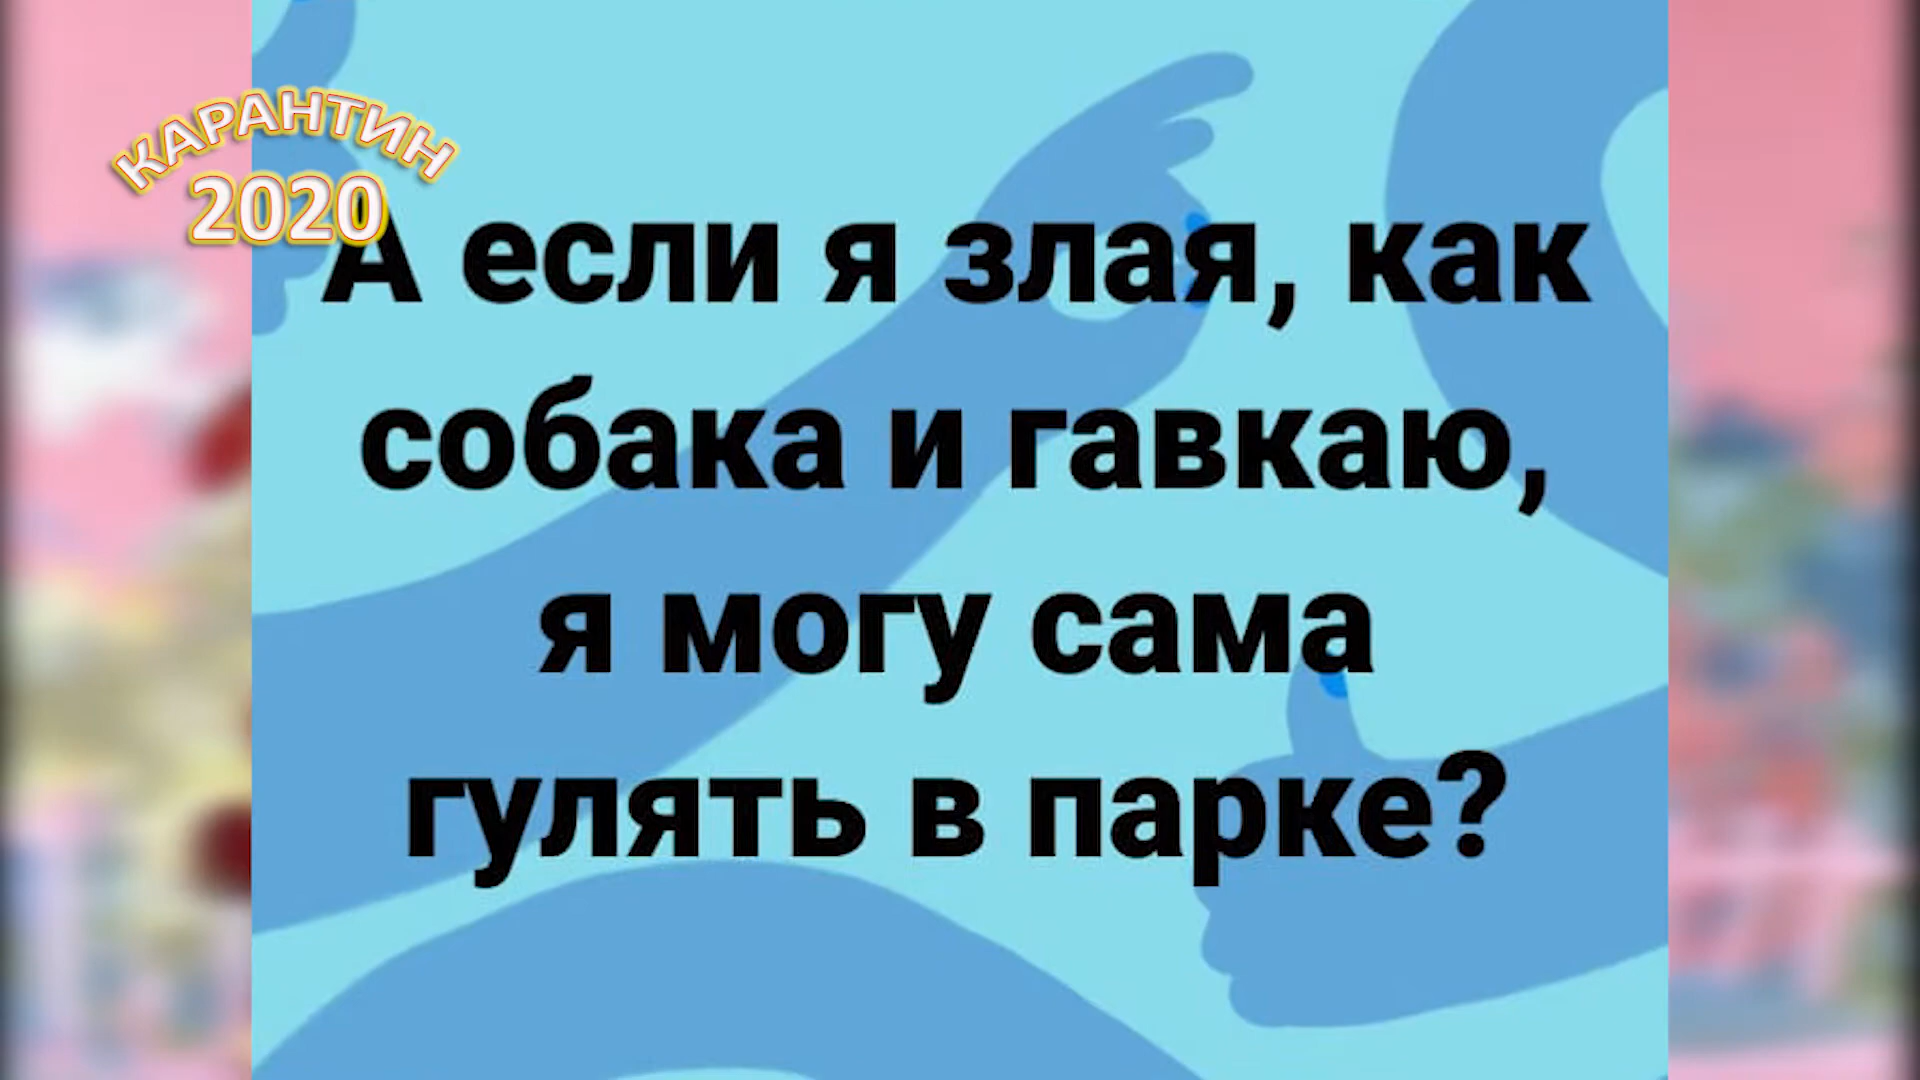 КАРАНТИН
2020
А если я злая, как
собака и гавкаю,
я могу сама
гулять в парке?